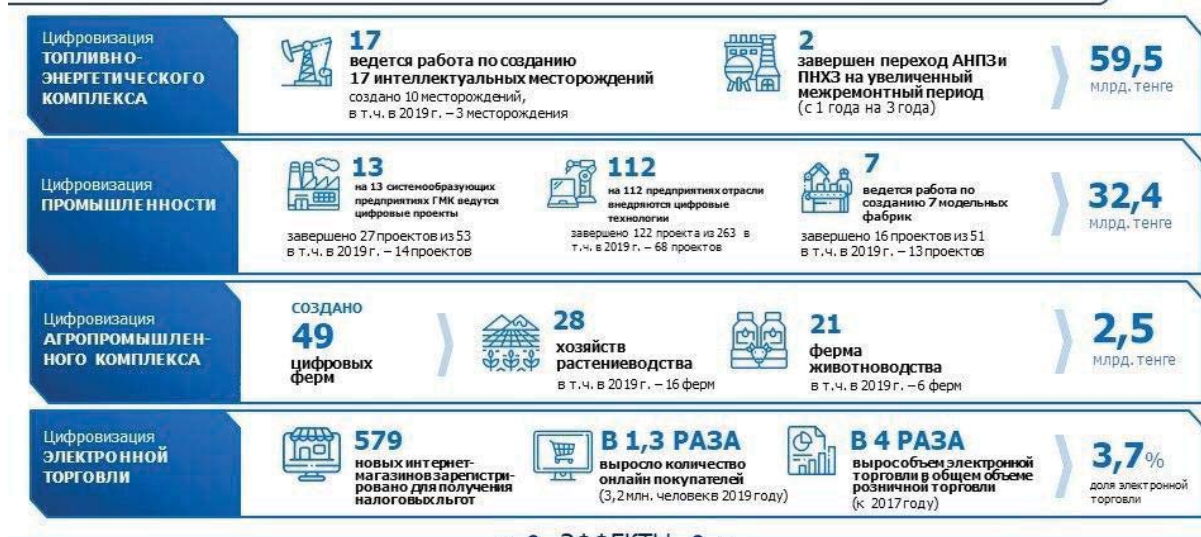 Цифровизация
ТОПЛИВНО-
ЭНЕРГЕТИЧЕСКОГО
КОМПЛЕКСА
17
ведется работа по созданию
17 интеллектуальных месторождений
создано 10 месторождений,
в т.ч. в 2019 г. – 3 месторождения
2
завершен переход АНПЗ и
ПНХЗ на увеличенный
межремонтный период
(с 1 года на 3 года)
59,5
млрд. тенге
Цифровизация
ПРОМЫШЛЕННОСТИ
13
на 13 системообразующих
предприятиях ГМК ведутся
цифровые проекты
завершено 27 проектов из 53
в т.ч. в 2019 г. – 14 проектов
112
на 112 предприятиях отрасли
внедряются цифровые
технологии
завершено 122 проекта из 263 в
т.ч. в 2019 г. – 68 проектов
7
ведется работа по
созданию 7 модельных
фабрик
завершено 16 проектов из 51
в т.ч. в 2019 г. – 13 проектов
32,4
млрд. тенге
Цифровизация
АГРОПРОМЫШЛЕН-
НОГО КОМПЛЕКСА
СОЗДАНО
49
цифровых
ферм
28
хозяйств
растениеводства
в т.ч. в 2019 г. – 16 ферм
21
ферма
животноводства
в т.ч. в 2019 г. – 6 ферм
2,5
млрд. тенге
Цифровизация
ЭЛЕКТРОННОЙ
ТОРГОВЛИ
579
новых интернет-
магазинов зарегистри-
ровано для получения
налоговых льгот
В 1,3 РАЗА
выросло количество
онлайн покупателей
(3,2 млн. человек в 2019 году)
В 4 РАЗА
вырос объем электронной
торговли в общем объеме
розничной торговли
(к 2017 году)
3,7%
доля электронной
торговли
ЭФФЕКТЫ